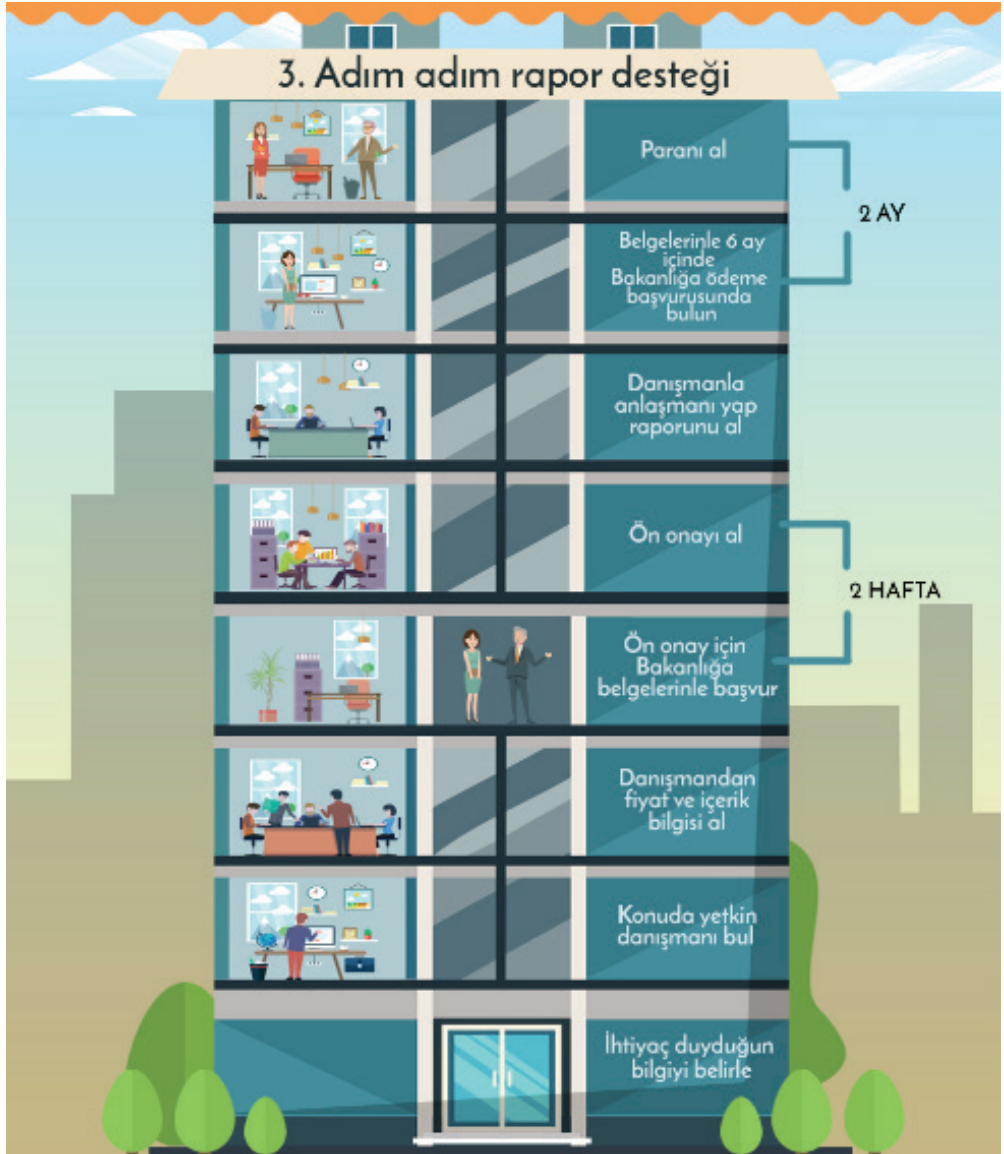 3. Adım adım rapor desteği
Paranı al
2 AY
Belgelerinle 6 ay
içinde
Bakanlığa ödeme
başvurusunda
bulun
Danışmanla
anlaşmanı yap
raporunu al
Ön onayı al
2 HAFTA
Ön onay için
Bakanlığa
belgelerinle başvur
Danışmandan
fiyat ve içerik
bilgisi al
Konuda yetkin
danışmanı bul
İhtiyaç duyduğun
bilgiyi belirle